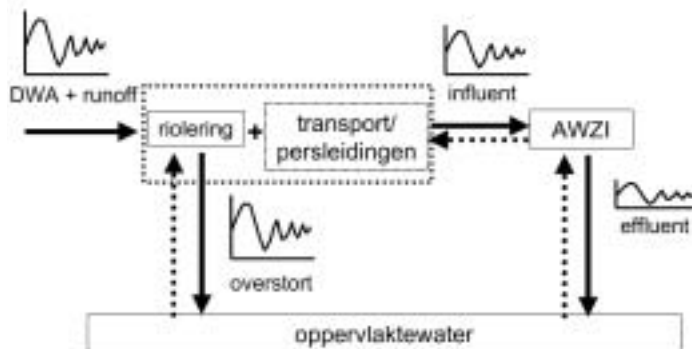 DWA + runoff
influent
riolering + transport/
persleidingen
AWZI
effluent
overstort
oppervlaktewater